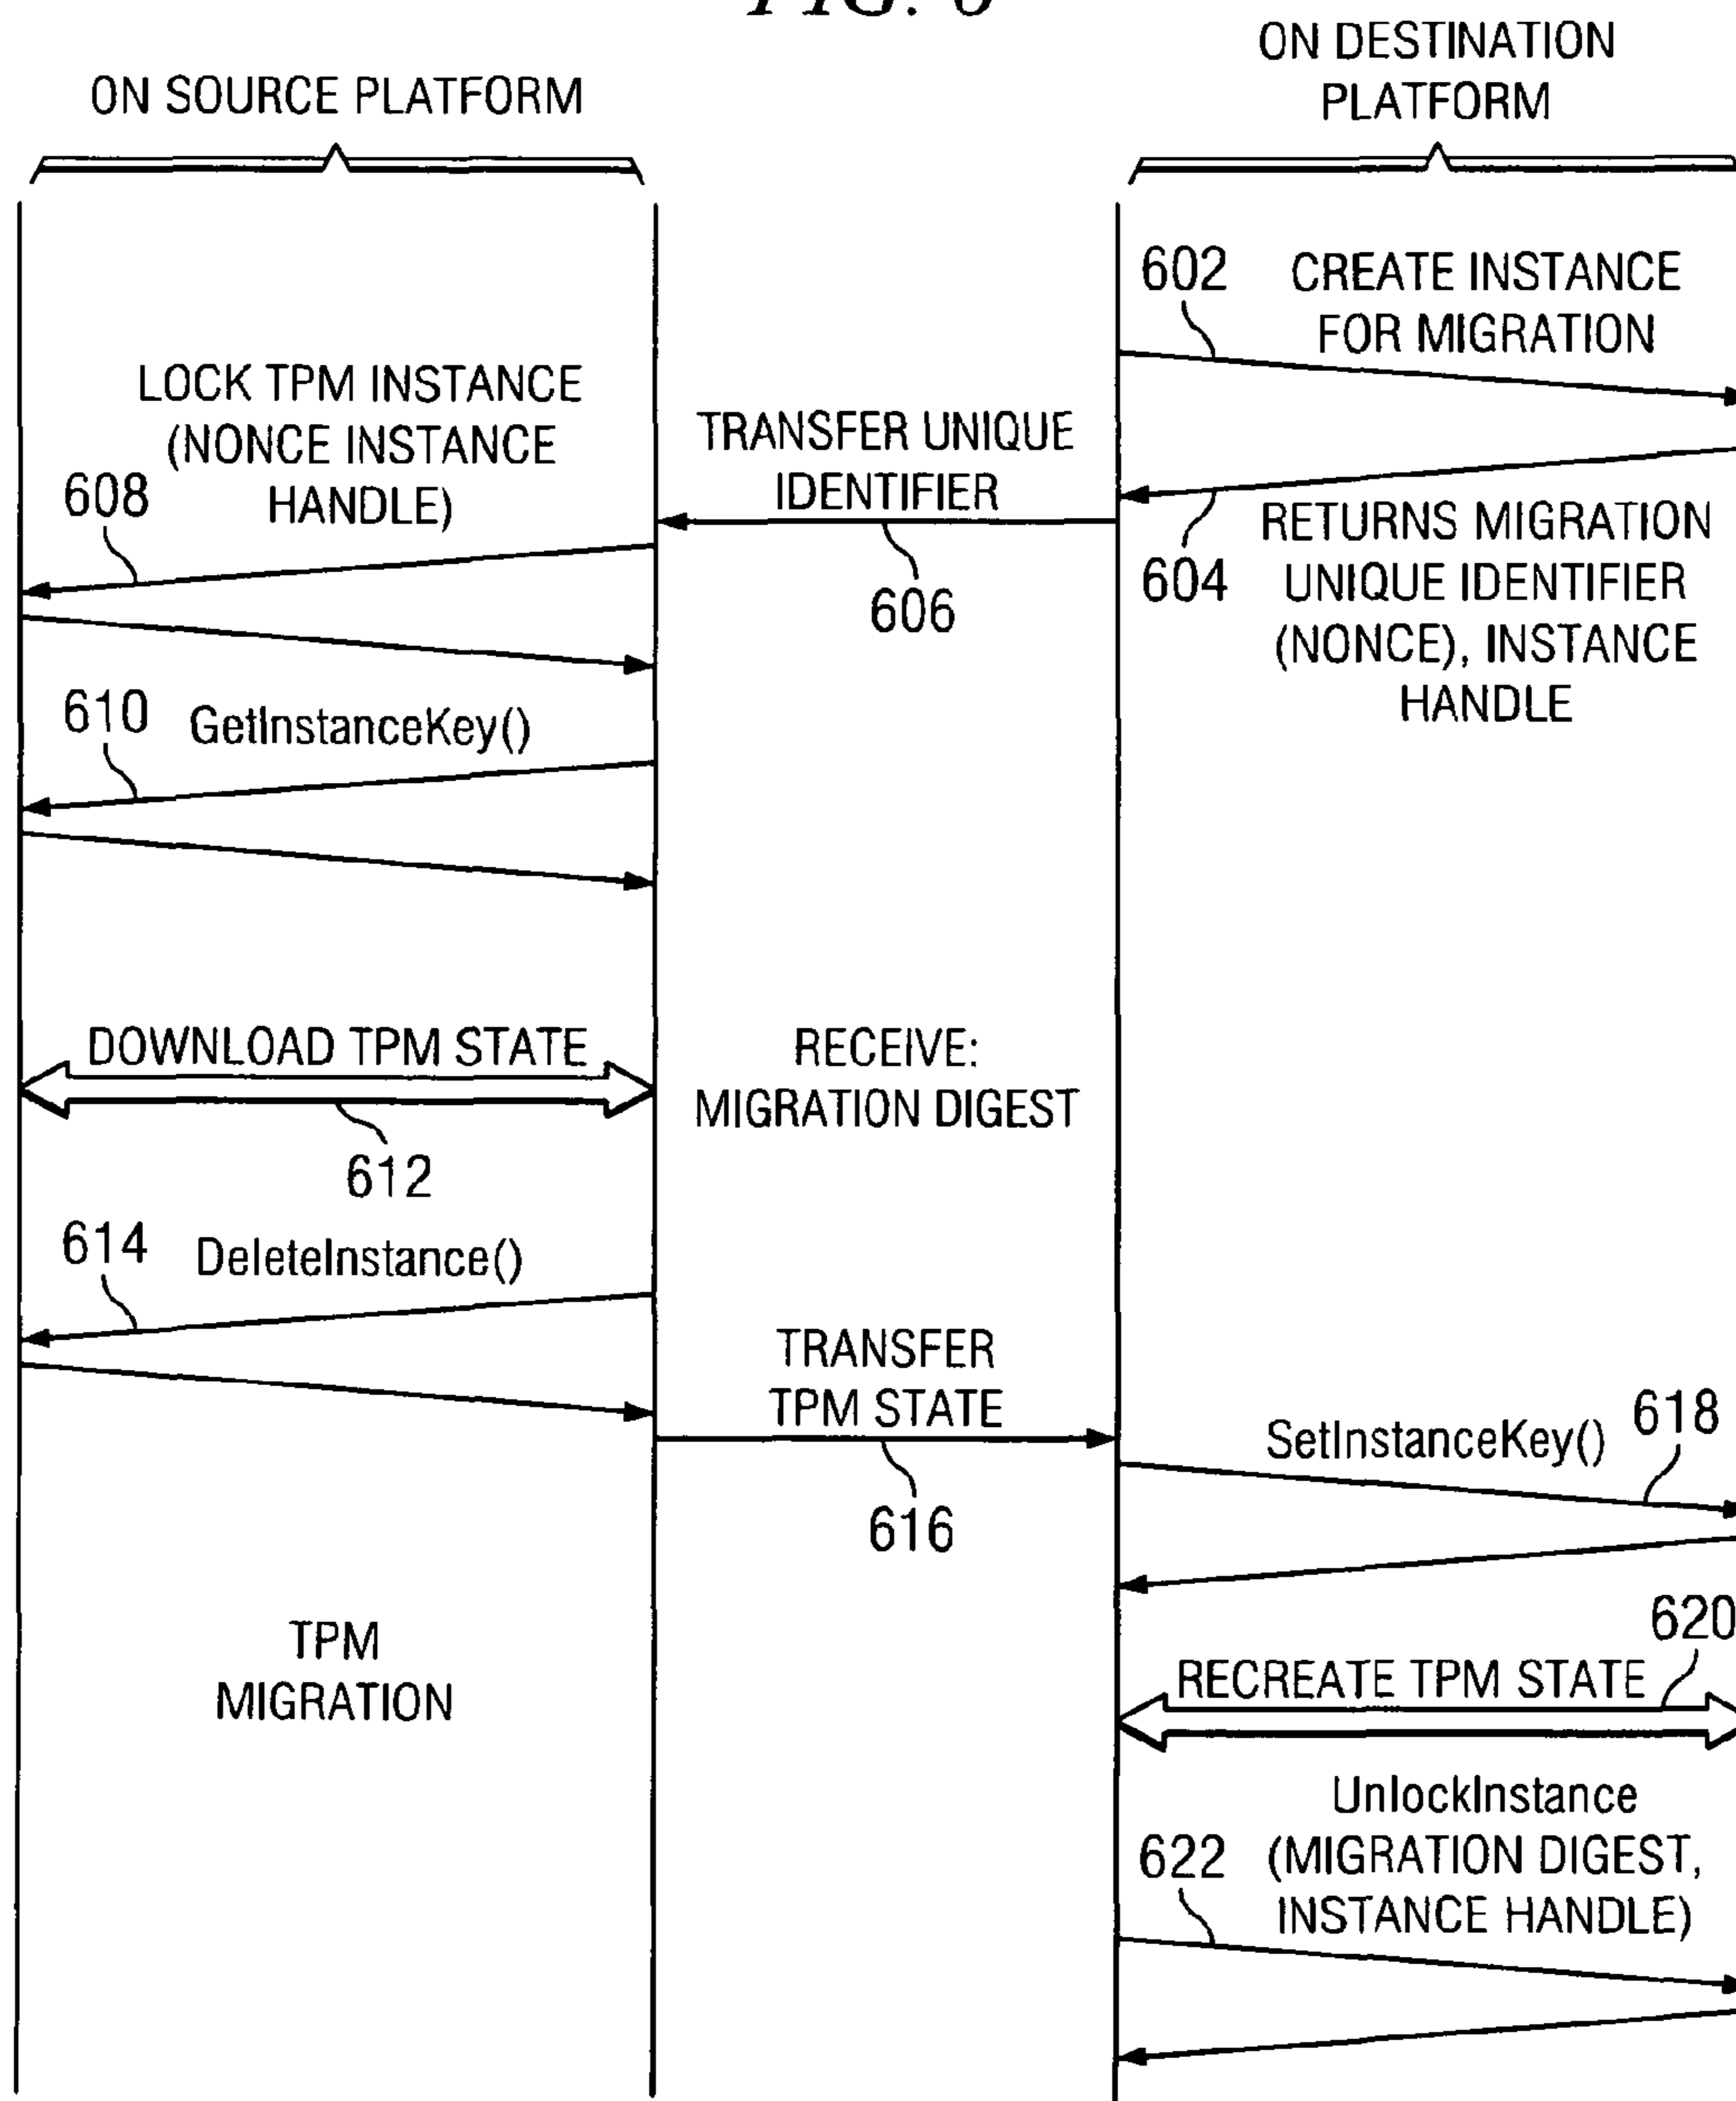 FIG. 6
ON SOURCE PLATFORM
ON DESTINATION
PLATFORM
602
CREATE INSTANCE
FOR MIGRATION
LOCK TPM INSTANCE
(NONCE INSTANCE
HANDLE)
608
TRANSFER UNIQUE
IDENTIFIER
606
604
RETURNS MIGRATION
UNIQUE IDENTIFIER
(NONCE), INSTANCE
HANDLE
610
GetInstanceKey()
DOWNLOAD TPM STATE
612
RECEIVE:
MIGRATION DIGEST
614
DeleteInstance()
TRANSFER
TPM STATE
616
SetInstanceKey()
618
TPM
MIGRATION
620
RECREATE TPM STATE
UnlockInstance
(MIGRATION DIGEST,
INSTANCE HANDLE)
622